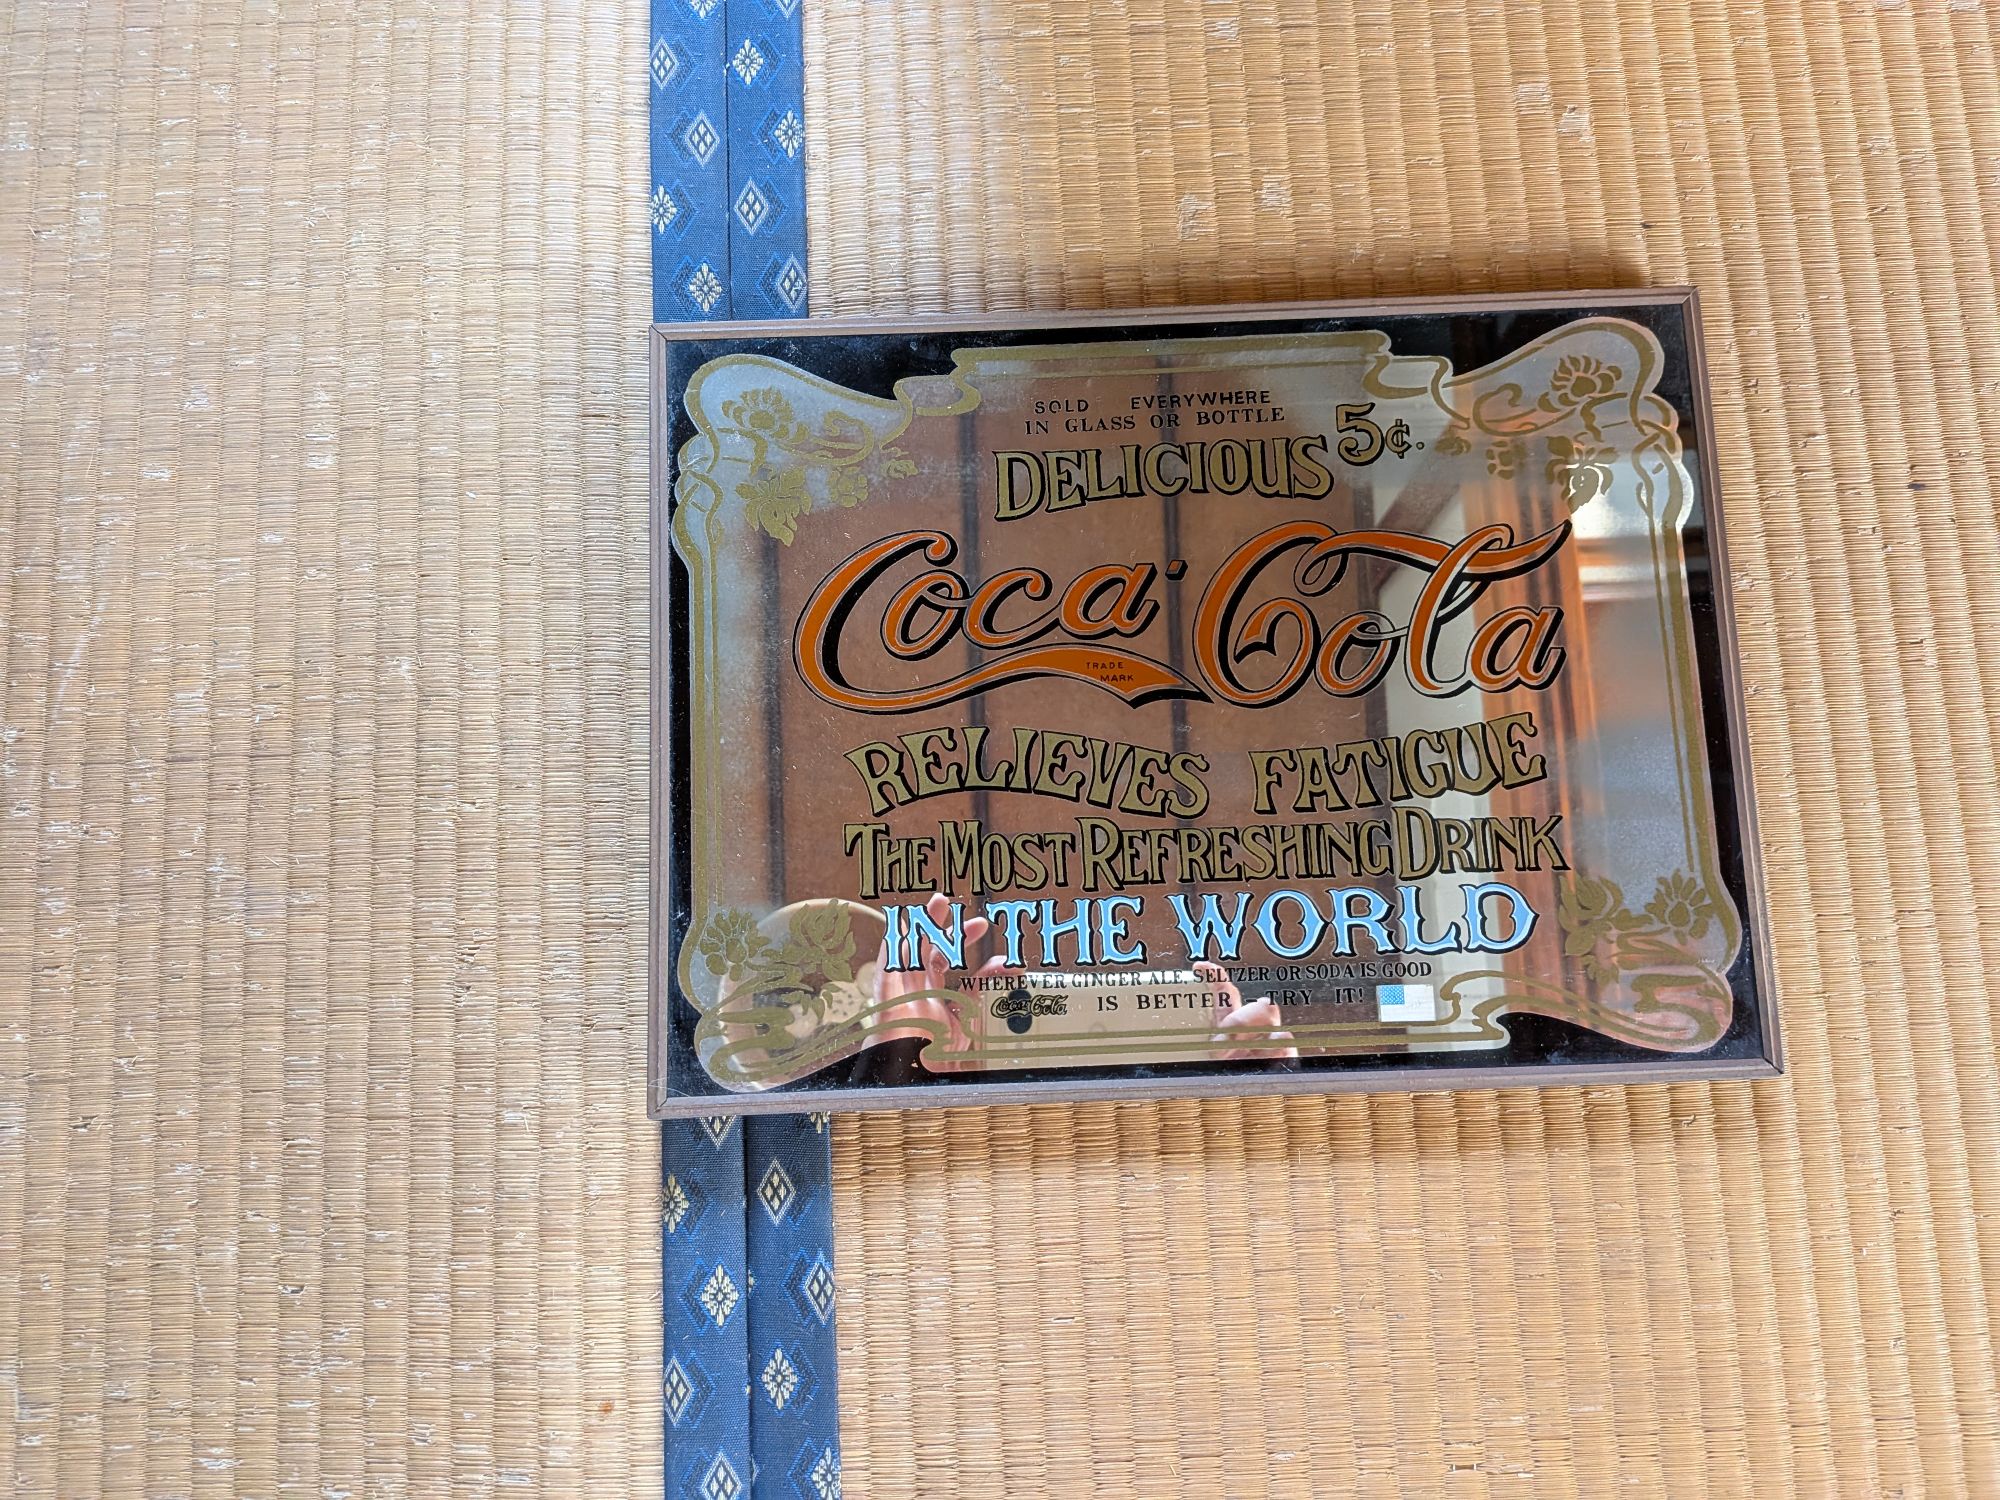 SOLD EVERYWHERE
IN GLASS OR BOTTLE
5¢.
DELICIOUS
Coca-Cola
TRADE
MARK
RELIEVES FATIGUE
THE MOST REFRESHING DRINK
IN THE WORLD
WHEREVER GINGER ALE, SELTZER OR SODA IS GOOD
Coca-Cola IS BETTER - TRY IT!